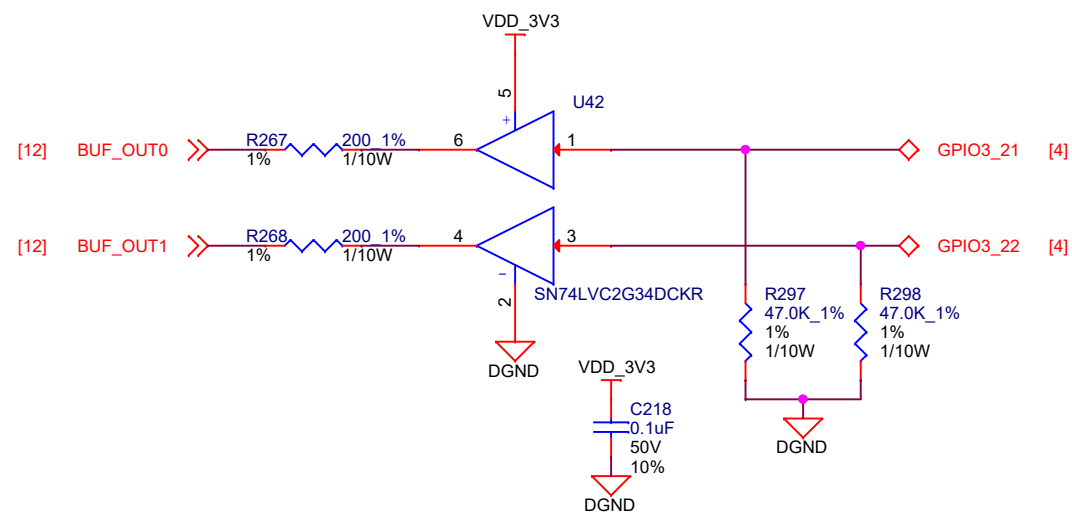 VDD_3V3
5
U42
+
[12] BUF_OUT0 R267 200_1% 6 1 GPIO3_21 [4]
1% 1/10W
[12] BUF_OUT1 R268 200_1% 4 3 GPIO3_22 [4]
1% 1/10W
-
2
SN74LVC2G34DCKR
DGND
R297
47.0K_1%
1%
1/10W
R298
47.0K_1%
1%
1/10W
DGND
VDD_3V3
C218
0.1uF
50V
10%
DGND